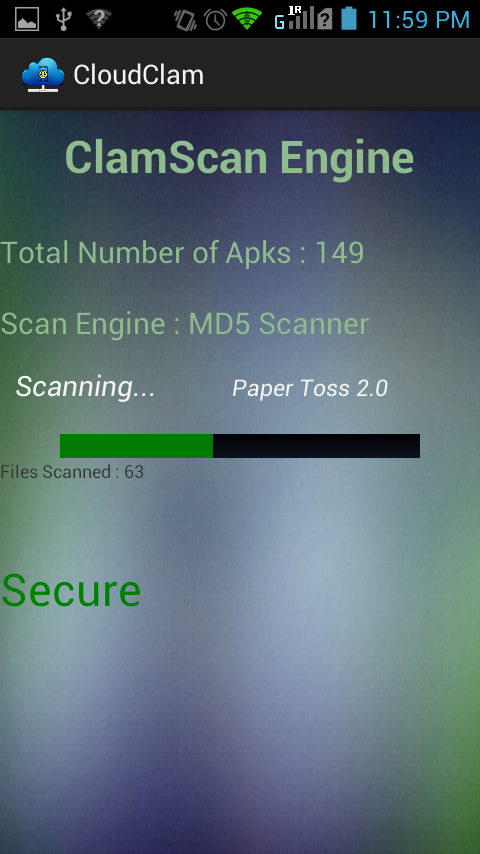 G 1R ? 11:59 PM
CloudClam
ClamScan Engine
Total Number of Apks : 149
Scan Engine : MD5 Scanner
Scanning... Paper Toss 2.0
Files Scanned : 63
Secure